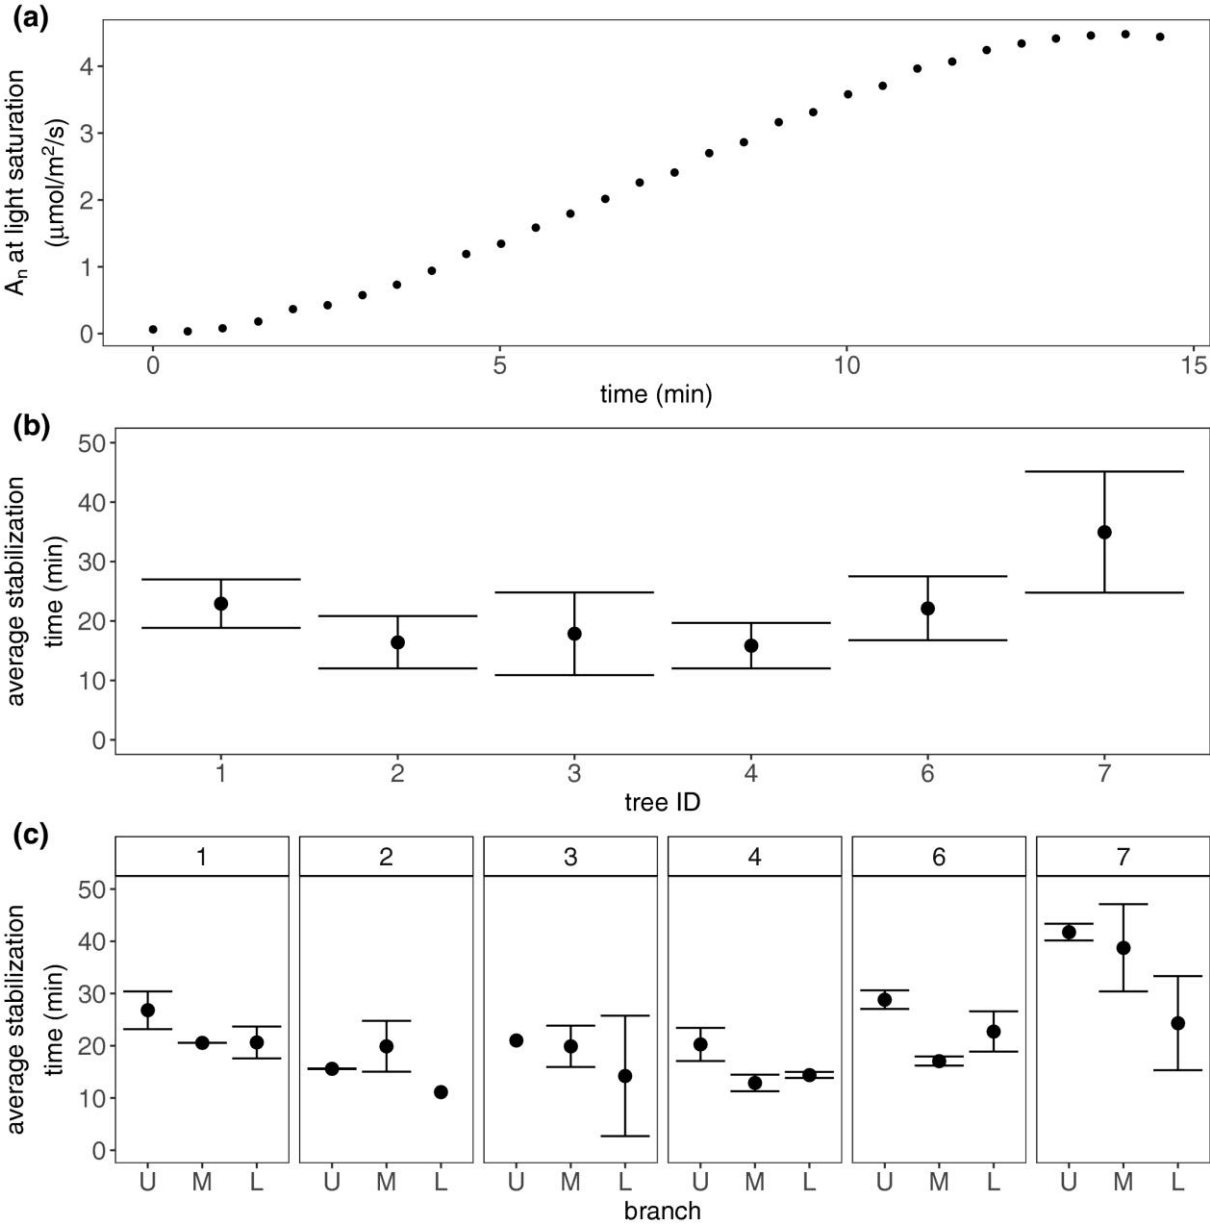 (a)
An at light saturation
(μmol/m²/s)
4
3
2
1
0
0 5 10 15
time (min)
(b)
average stabilization
time (min)
50
40
30
20
10
0
1 2 3 4 6 7
tree ID
(c)
1 2 3 4 6 7
average stabilization
time (min)
50
40
30
20
10
0
U M L U M L U M L U M L U M L U M L
branch